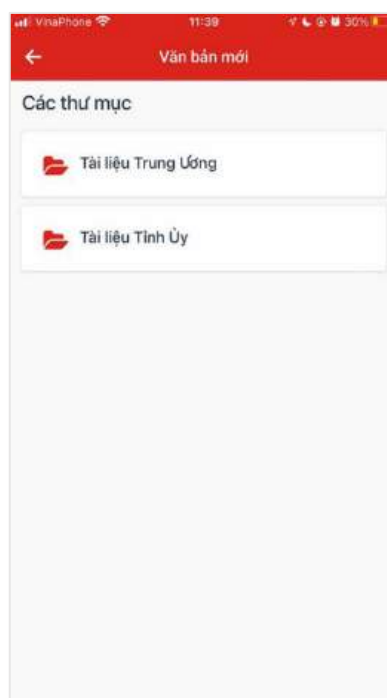 VinaPhone 11:39 30%
Văn bản mới
Các thư mục
Tài liệu Trung Ương
Tài liệu Tỉnh Ủy